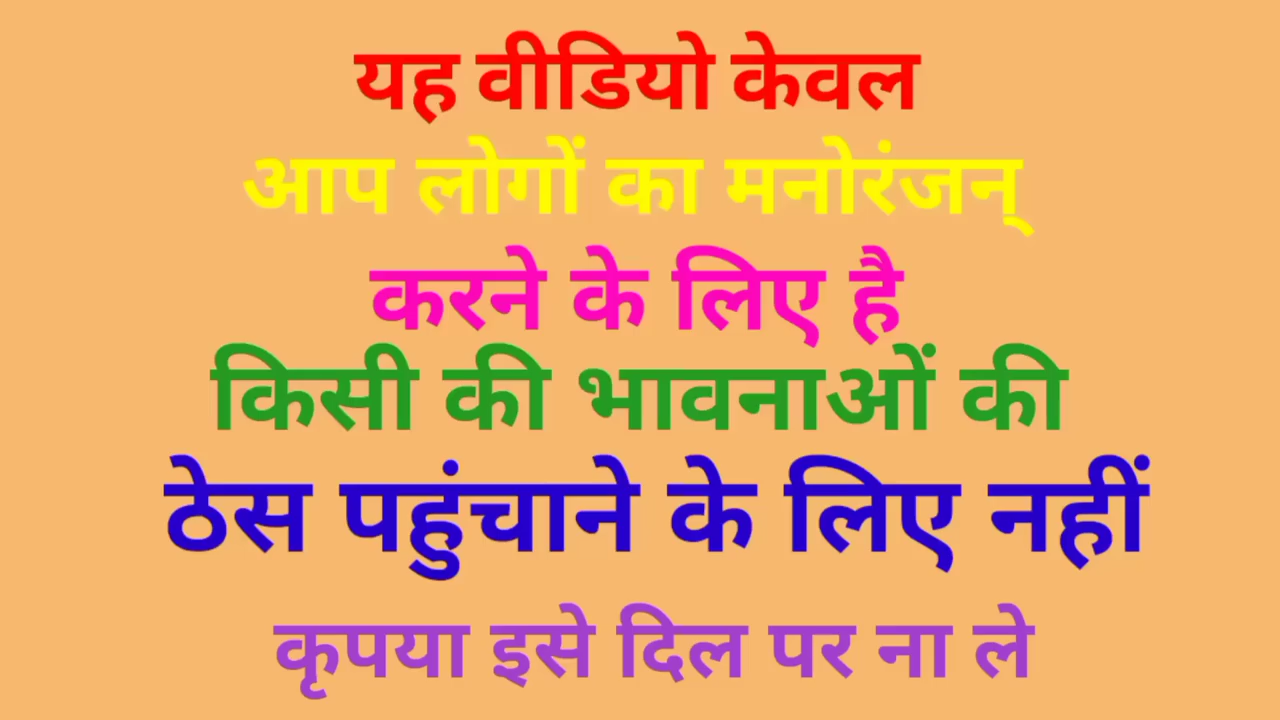 यह वीडियो केवल
आप लोगों का मनोरंजन्
करने के लिए है
किसी की भावनाओं की
ठेस पहुंचाने के लिए नहीं
कृपया इसे दिल पर ना ले